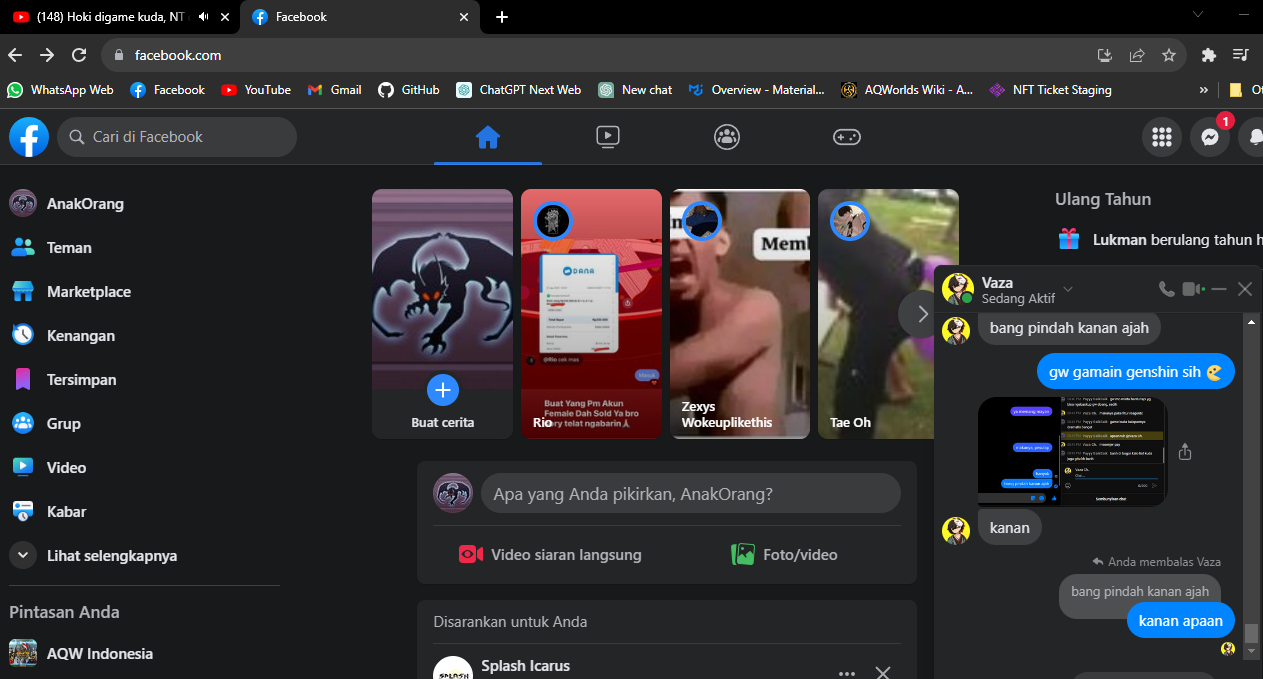 (148) Hoki digame kuda, NT
Facebook
facebook.com
WhatsApp Web
Facebook
YouTube
Gmail
GitHub
ChatGPT Next Web
New chat
Overview - Material...
AQWorlds Wiki - A...
NFT Ticket Staging
»
Cari di Facebook
1
AnakOrang
Teman
Marketplace
Kenangan
Tersimpan
Grup
Video
Kabar
Lihat selengkapnya
Pintasan Anda
AQW Indonesia
Buat cerita
DANA
@Rio cek mas
Buat Yang Pm Akun
Female Dah Sold Ya bro
telat ngabarin
Rio
Zexys
Wokeuplikethis
Tae Oh
Apa yang Anda pikirkan, AnakOrang?
Video siaran langsung
Foto/video
Disarankan untuk Anda
Splash Icarus
Ulang Tahun
Lukman berulang tahun h
Vaza
Sedang Aktif
bang pindah kanan ajah
gw gamain genshin sih
kanan
Anda membalas Vaza
bang pindah kanan ajah
kanan apaan